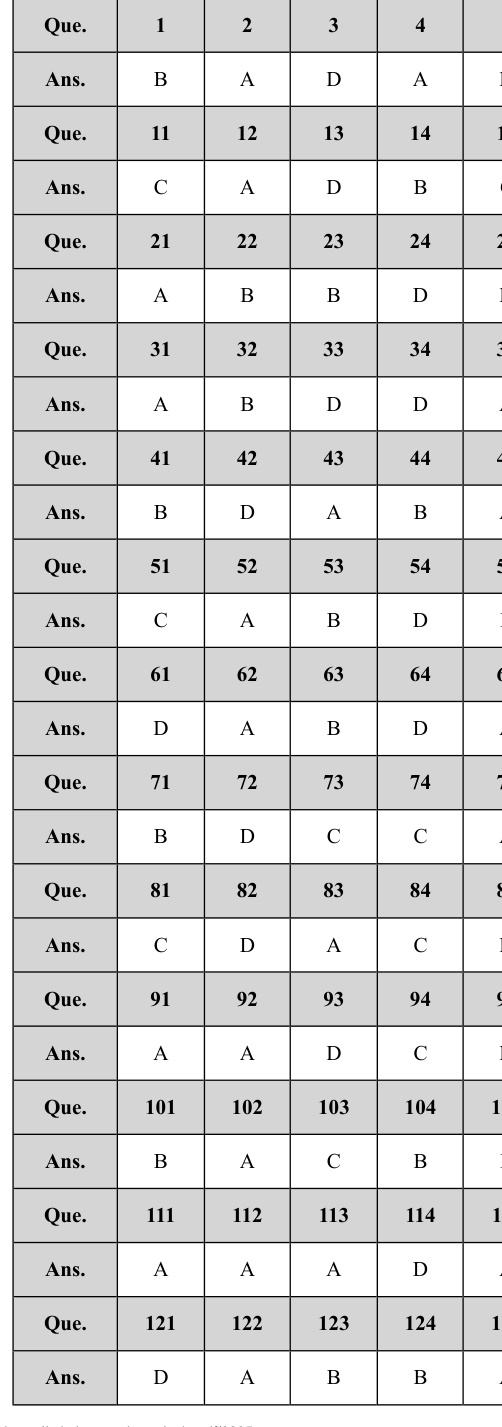 Que. 1 2 3 4
Ans. B A D A
Que. 11 12 13 14
Ans. C A D B
Que. 21 22 23 24
Ans. A B B D
Que. 31 32 33 34
Ans. A B D D
Que. 41 42 43 44
Ans. B D A B
Que. 51 52 53 54
Ans. C A B D
Que. 61 62 63 64
Ans. D A B D
Que. 71 72 73 74
Ans. B D C C
Que. 81 82 83 84
Ans. C D A C
Que. 91 92 93 94
Ans. A A D C
Que. 101 102 103 104
Ans. B A C B
Que. 111 112 113 114
Ans. A A A D
Que. 121 122 123 124
Ans. D A B B